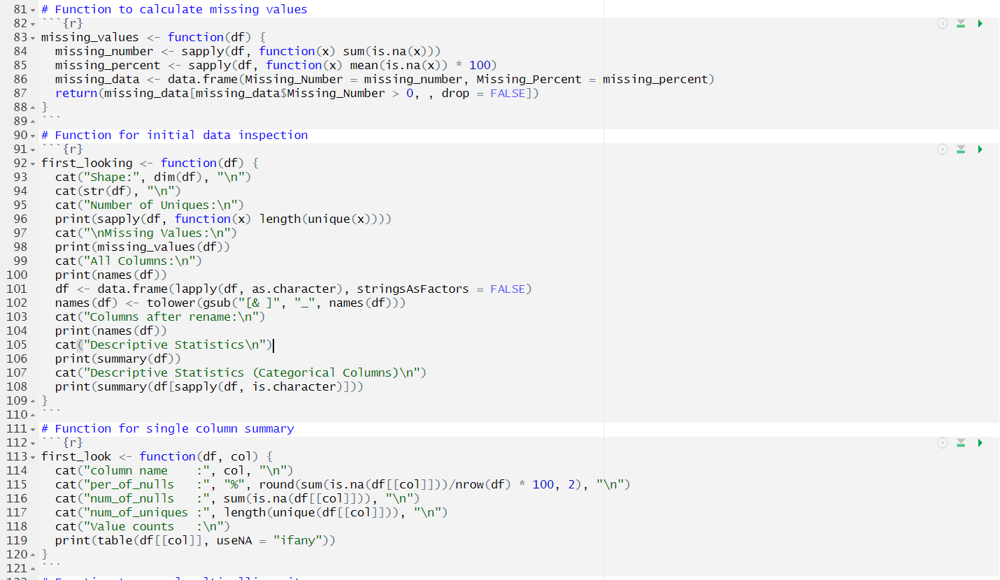 81 # Function to calculate missing values
82 ```{r}
83 missing_values <- function(df) {
84   missing_number <- sapply(df, function(x) sum(is.na(x)))
85   missing_percent <- sapply(df, function(x) mean(is.na(x)) * 100)
86   missing_data <- data.frame(Missing_Number = missing_number, Missing_Percent = missing_percent)
87   return(missing_data[missing_data$Missing_Number > 0, , drop = FALSE])
88 }
89 ```
90 # Function for initial data inspection
91 ```{r}
92 first_looking <- function(df) {
93   cat("Shape:", dim(df), "\n")
94   cat(str(df), "\n")
95   cat("Number of Uniques:\n")
96   print(sapply(df, function(x) length(unique(x))))
97   cat("\nMissing Values:\n")
98   print(missing_values(df))
99   cat("All Columns:\n")
100   print(names(df))
101   df <- data.frame(lapply(df, as.character), stringsAsFactors = FALSE)
102   names(df) <- tolower(gsub("[& ]", "_", names(df)))
103   cat("Columns after rename:\n")
104   print(names(df))
105   cat("Descriptive Statistics\n")
106   print(summary(df))
107   cat("Descriptive Statistics (Categorical Columns)\n")
108   print(summary(df[sapply(df, is.character)]))
109 }
110 ```
111 # Function for single column summary
112 ```{r}
113 first_look <- function(df, col) {
114   cat("column name    :", col, "\n")
115   cat("per_of_nulls   :", "%", round(sum(is.na(df[[col]]))/nrow(df) * 100, 2), "\n")
116   cat("num_of_nulls   :", sum(is.na(df[[col]])), "\n")
117   cat("num_of_uniques :", length(unique(df[[col]])), "\n")
118   cat("Value counts   :\n")
119   print(table(df[[col]], useNA = "ifany"))
120 }
121 ```